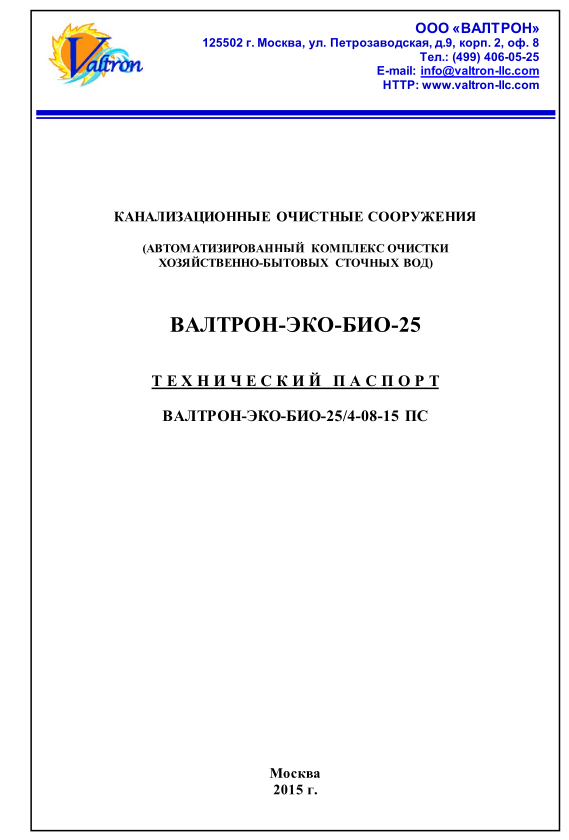 Valtron
ООО «ВАЛТРОН»
125502 г. Москва, ул. Петрозаводская, д.9, корп. 2, оф. 8
Тел.: (499) 406-05-25
E-mail: info@valtron-llc.com
HTTP: www.valtron-llc.com
КАНАЛИЗАЦИОННЫЕ ОЧИСТНЫЕ СООРУЖЕНИЯ
(АВТОМАТИЗИРОВАННЫЙ КОМПЛЕКС ОЧИСТКИ
ХОЗЯЙСТВЕННО-БЫТОВЫХ СТОЧНЫХ ВОД)
ВАЛТРОН-ЭКО-БИО-25
Т Е Х Н И Ч Е С К И Й П А С П О Р Т
ВАЛТРОН-ЭКО-БИО-25/4-08-15 ПС
Москва
2015 г.